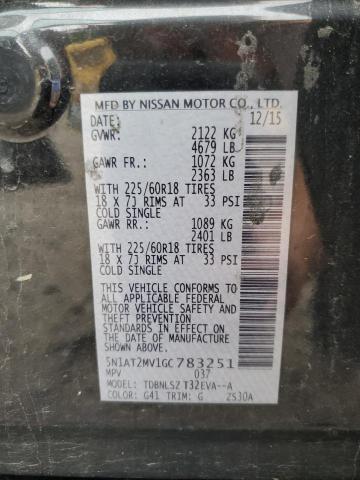 MFD BY NISSAN MOTOR CO., LTD.
DATE: 12/15
GVWR: 2122 KG
4679 LB
GAWR FR.: 1072 KG
2363 LB
WITH 225/60R18 TIRES
18 X 7J RIMS AT 33 PSI
COLD SINGLE
GAWR RR.: 1089 KG
2401 LB
WITH 225/60R18 TIRES
18 X 7J RIMS AT 33 PSI
COLD SINGLE
THIS VEHICLE CONFORMS TO
ALL APPLICABLE FEDERAL
MOTOR VEHICLE SAFETY AND
THEFT PREVENTION
STANDARDS IN EFFECT ON
THE DATE OF MANUFACTURE
SHOWN ABOVE.
5N1AT2MV1GC783251
MPV 037
MODEL: TDBNLSZ T32EVA--A
COLOR: G41 TRIM: G 2530A